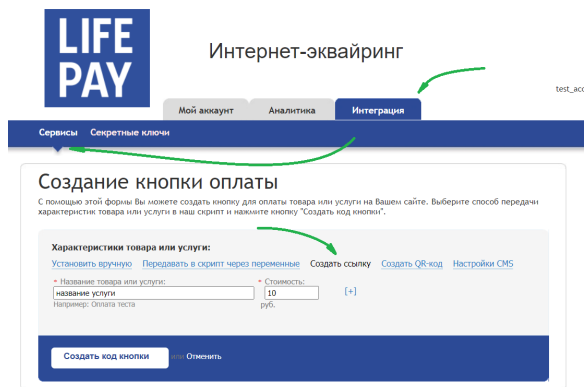 LIFE
PAY
Интернет-эквайринг
test_acc
Мой аккаунт Аналитика Интеграция
Сервисы Секретные ключи
Создание кнопки оплаты
С помощью этой формы Вы можете создать кнопку для оплаты товара или услуги на Вашем сайте. Выберите способ передачи
характеристик товара или услуги в наш скрипт и нажмите кнопку "Создать код кнопки".
Характеристики товара или услуги:
Установить вручную Передавать в скрипт через переменные Создать ссылку Создать QR-код Настройки CMS
* Название товара или услуги: * Стоимость:
название услуги 10 [+]
Например: Оплата теста руб.
Создать код кнопки или Отменить